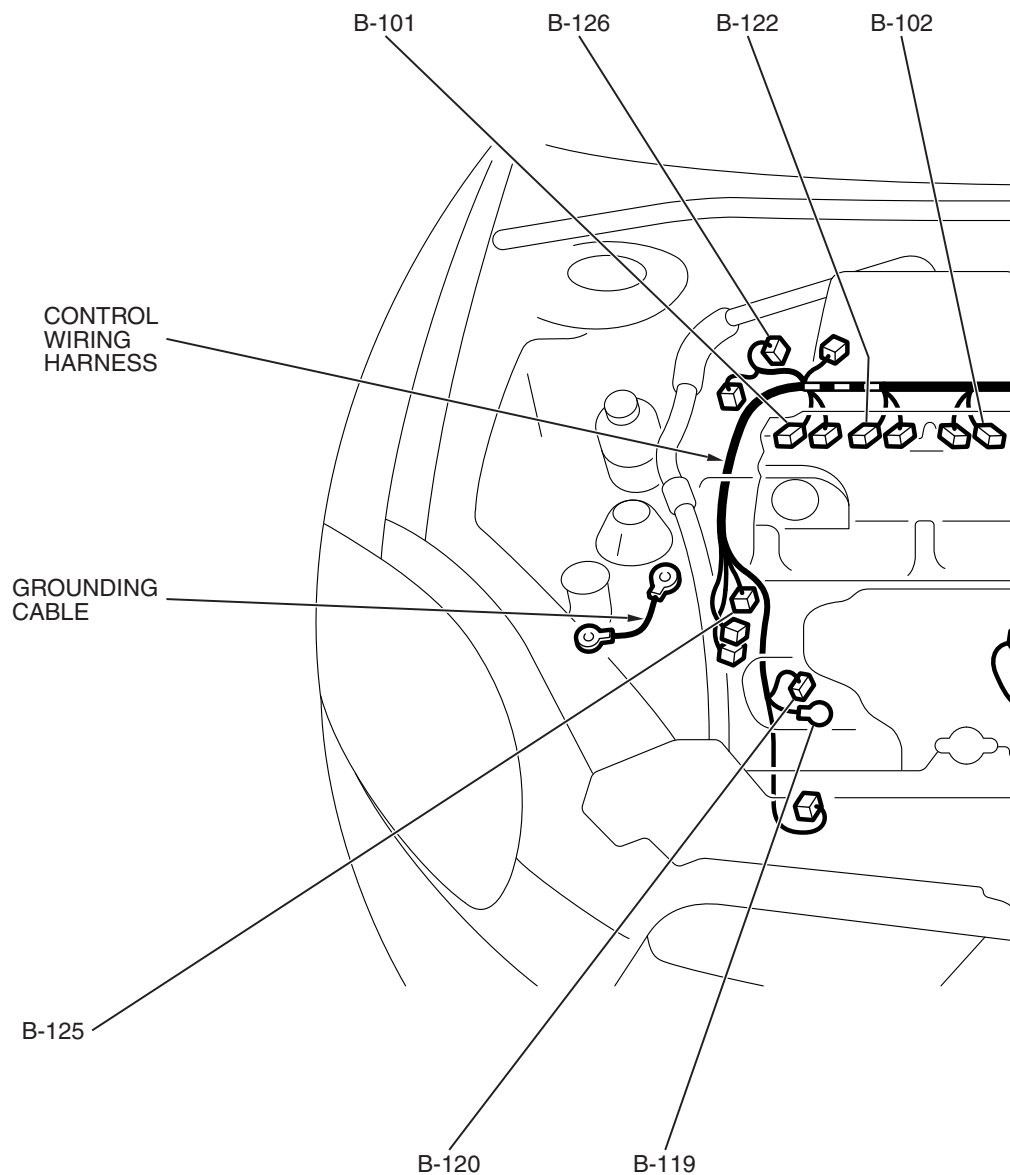 B-101
B-126
B-122
B-102
CONTROL
WIRING
HARNESS
GROUNDING
CABLE
B-125
B-120
B-119